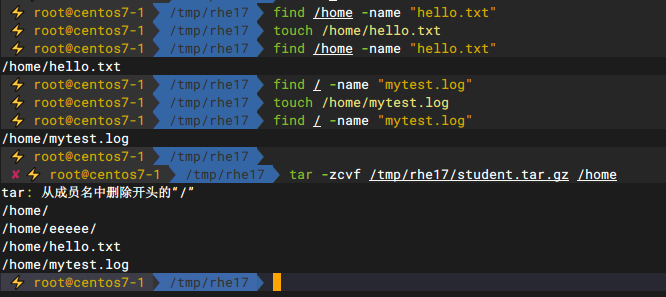 ⚡ root@centos7-1 /tmp/rhe17 find /home -name "hello.txt"
⚡ root@centos7-1 /tmp/rhe17 touch /home/hello.txt
⚡ root@centos7-1 /tmp/rhe17 find /home -name "hello.txt"
/home/hello.txt
⚡ root@centos7-1 /tmp/rhe17 find / -name "mytest.log"
⚡ root@centos7-1 /tmp/rhe17 touch /home/mytest.log
⚡ root@centos7-1 /tmp/rhe17 find / -name "mytest.log"
/home/mytest.log
⚡ root@centos7-1 /tmp/rhe17
✘ ⚡ root@centos7-1 /tmp/rhe17 tar -zcvf /tmp/rhe17/student.tar.gz /home
tar: 从成员名中删除开头的“/”
/home/
/home/eeeee/
/home/hello.txt
/home/mytest.log
⚡ root@centos7-1 /tmp/rhe17